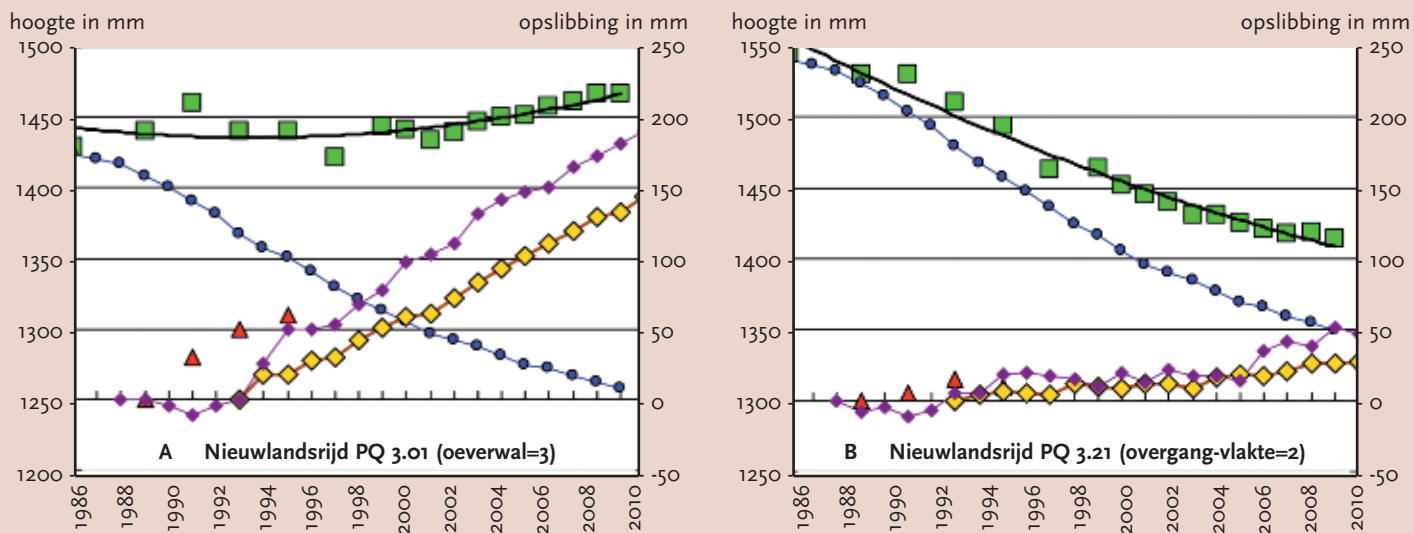 hoogte in mm opslibbing in mm
1500 250
1450 200
1400 150
1350 100
1300 50
1250 0
1200 -50
A Nieuwlandsrijd PQ 3.01 (oeverwal=3)
1986 1988 1990 1992 1994 1996 1998 2000 2002 2004 2006 2008 2010
hoogte in mm opslibbing in mm
1550 250
1500 200
1450 150
1400 100
1350 50
1300 0
1250 -50
B Nieuwlandsrijd PQ 3.21 (overgang-vlakte=2)
1986 1988 1990 1992 1994 1996 1998 2000 2002 2004 2006 2008 2010